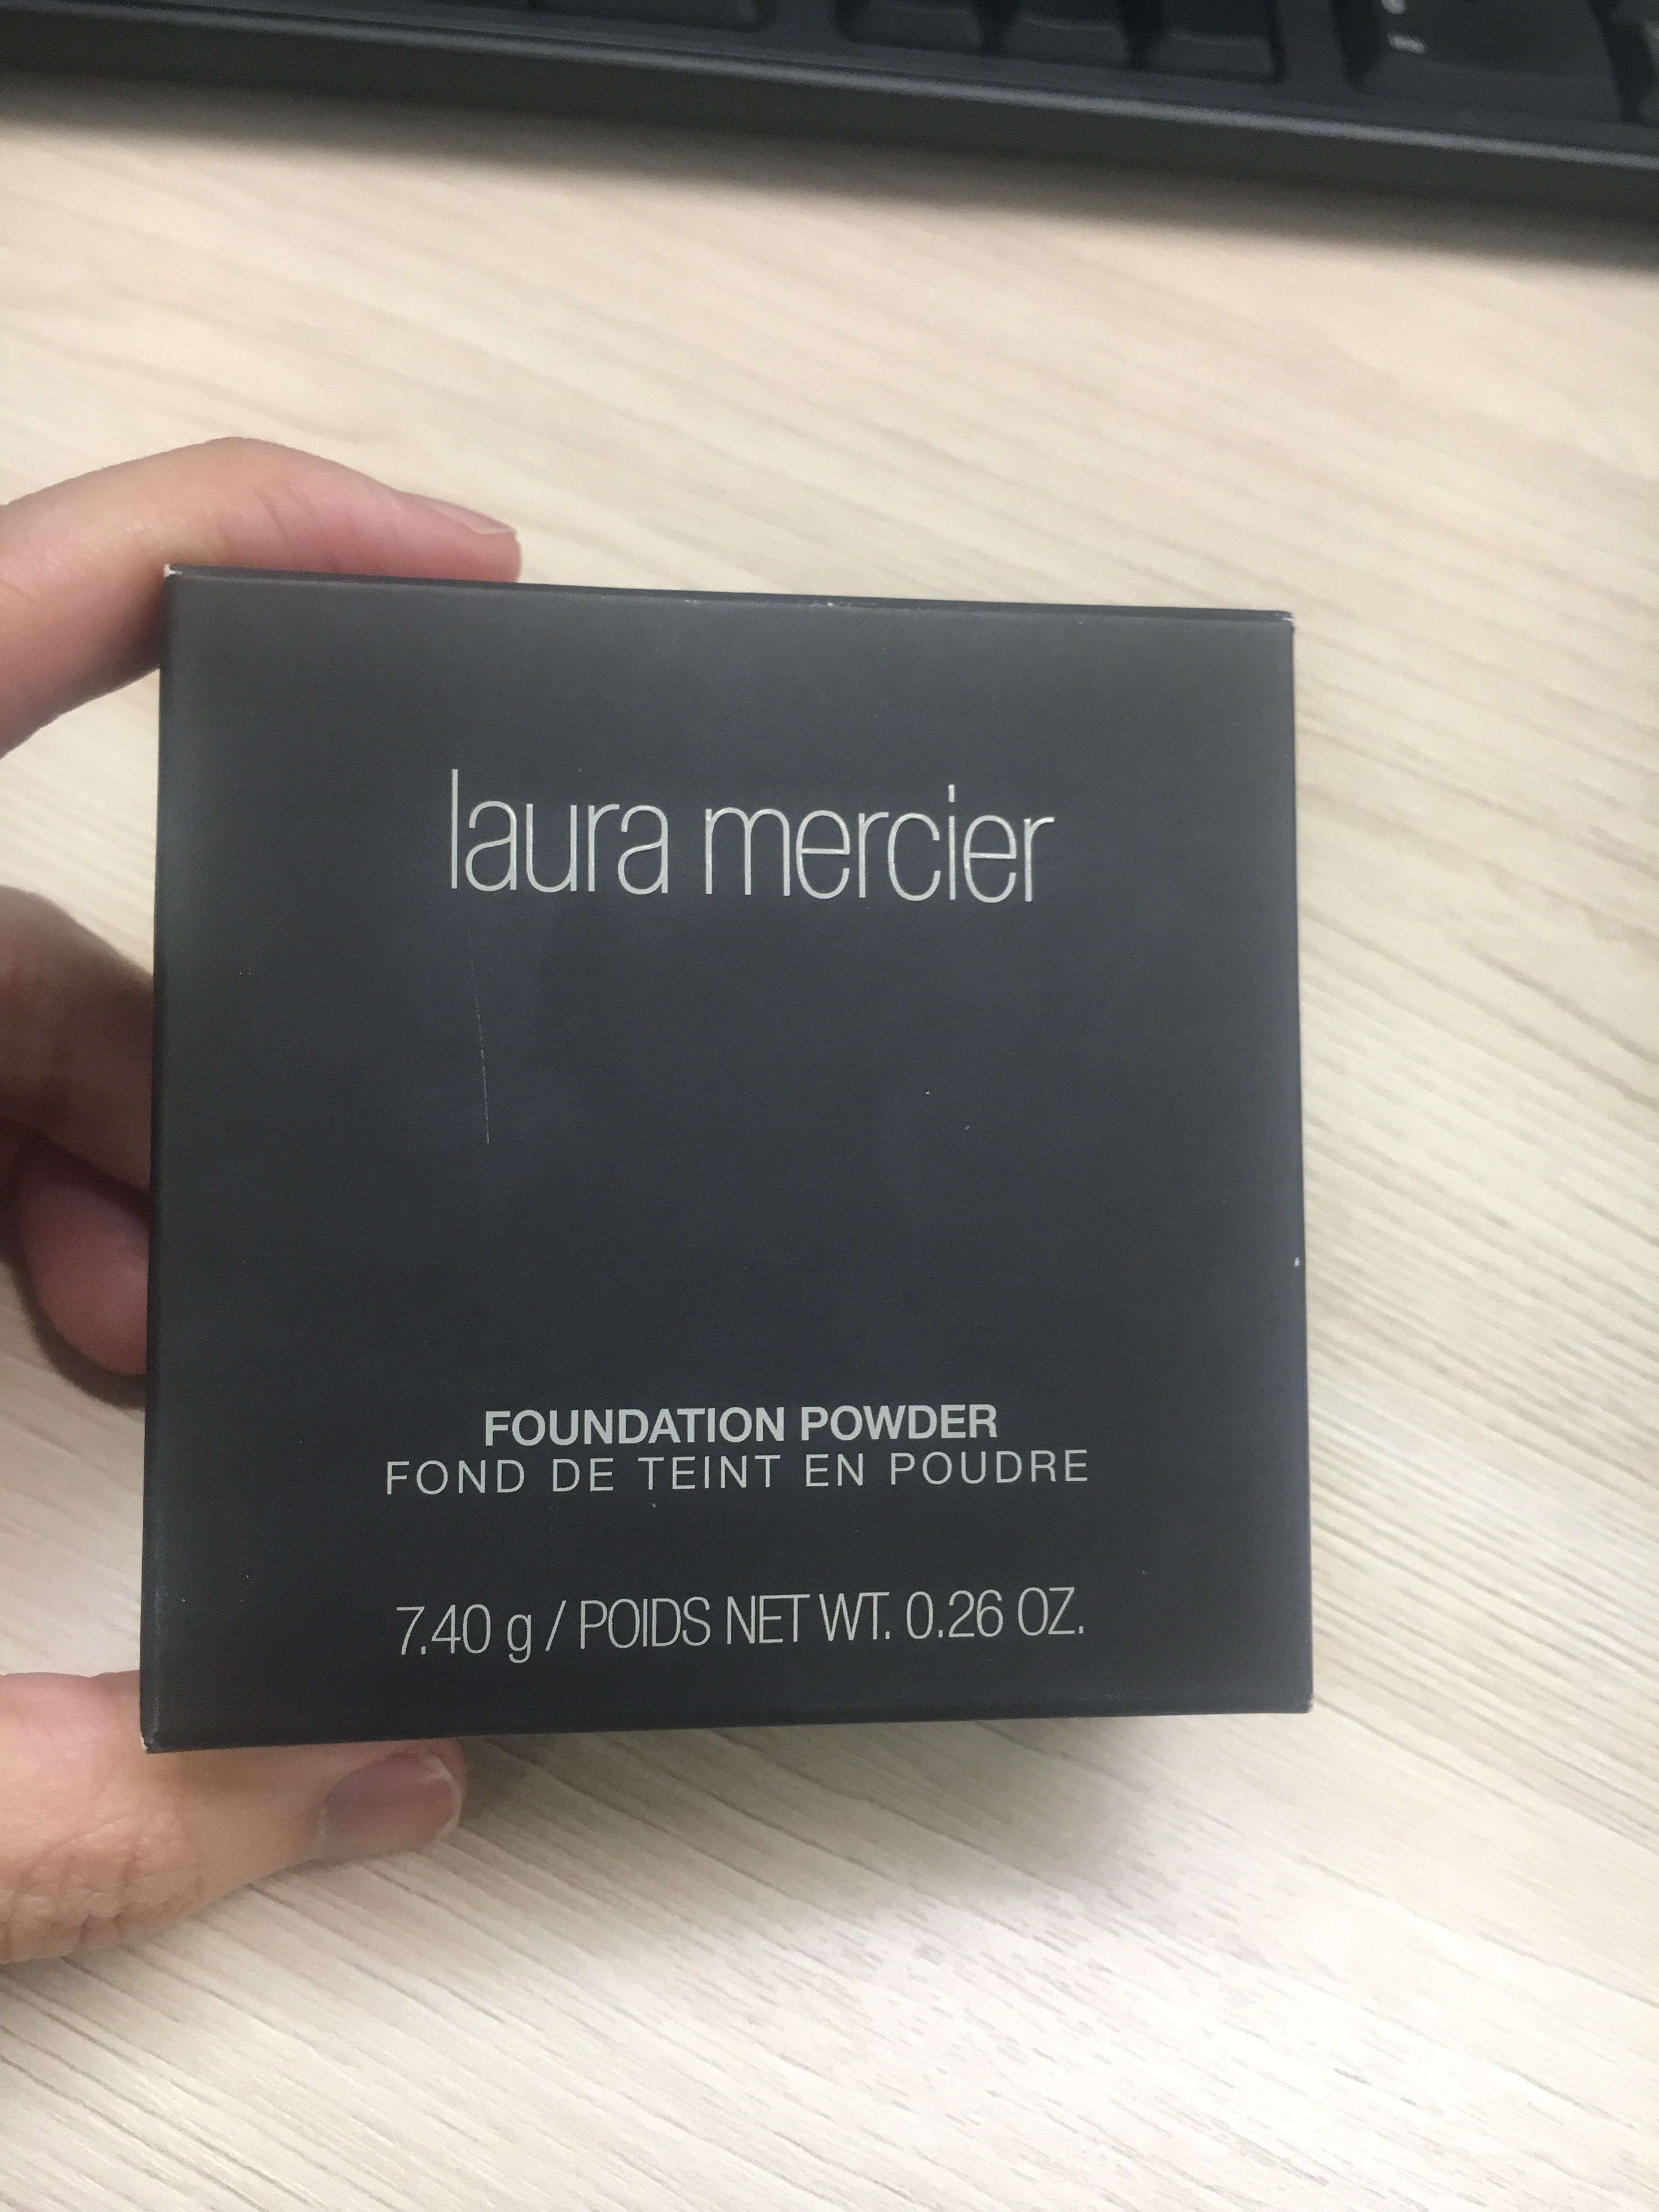 laura mercier
FOUNDATION POWDER
FOND DE TEINT EN POUDRE
7.40 g / POIDS NET WT. 0.26 OZ.